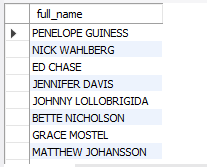 full_name
PENELOPE GUINESS
NICK WAHLBERG
ED CHASE
JENNIFER DAVIS
JOHNNY LOLLOBRIGIDA
BETTE NICHOLSON
GRACE MOSTEL
MATTHEW JOHANSSON